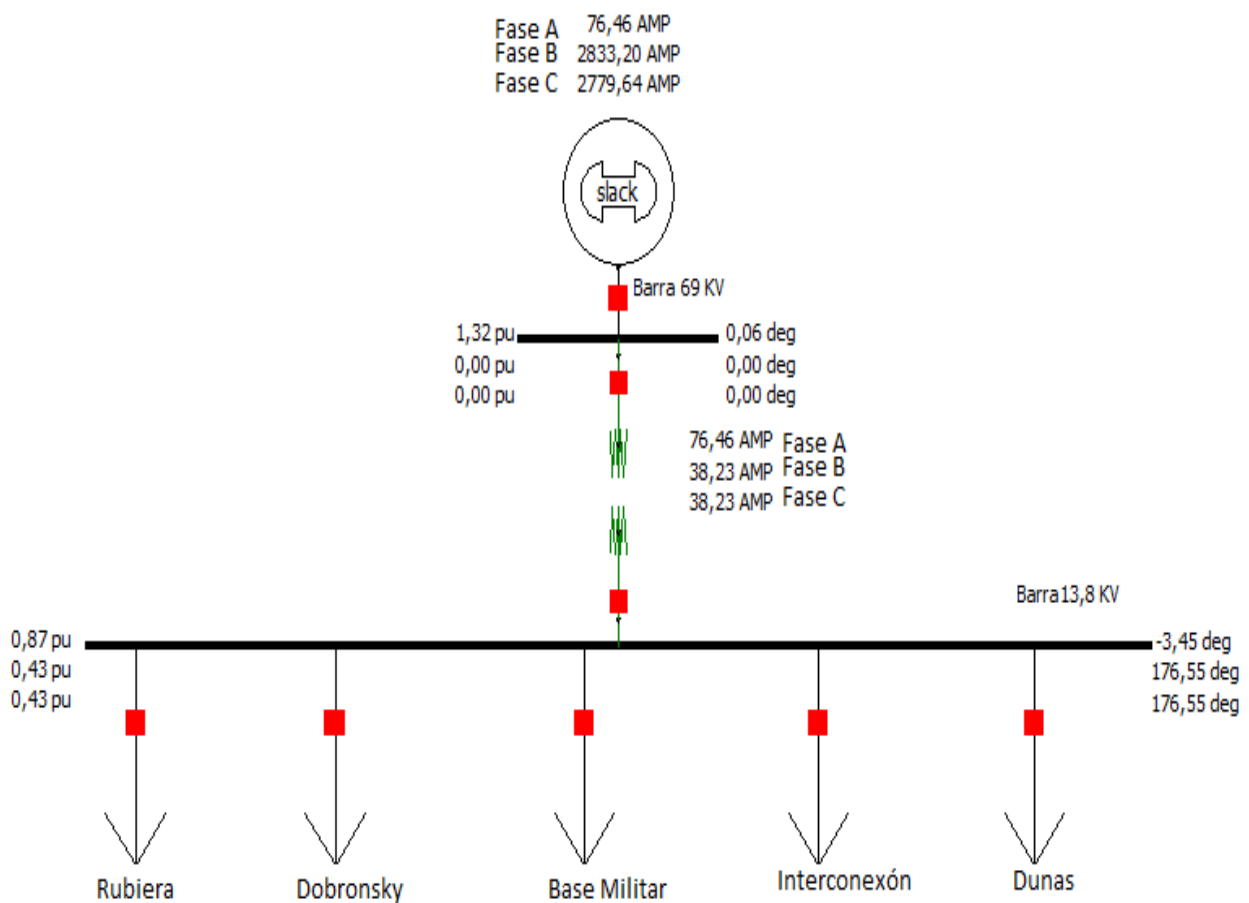 Fase A 76,46 AMP
Fase B 2833,20 AMP
Fase C 2779,64 AMP
slack
Barra 69 KV
1,32 pu 0,06 deg
0,00 pu 0,00 deg
0,00 pu 0,00 deg
76,46 AMP Fase A
38,23 AMP Fase B
38,23 AMP Fase C
Barra 13,8 KV
0,87 pu -3,45 deg
0,43 pu 176,55 deg
0,43 pu 176,55 deg
Rubiera Dobronsky Base Militar Interconexón Dunas